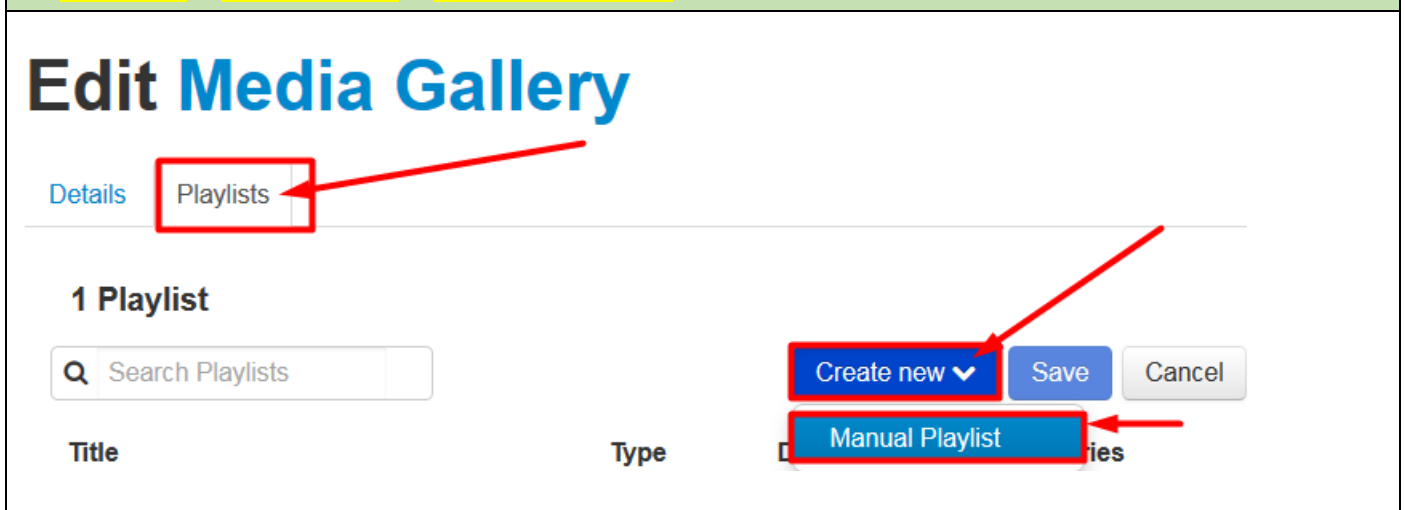 Edit Media Gallery
Details Playlists
1 Playlist
Search Playlists Create new Save Cancel
Manual Playlist
Title Type